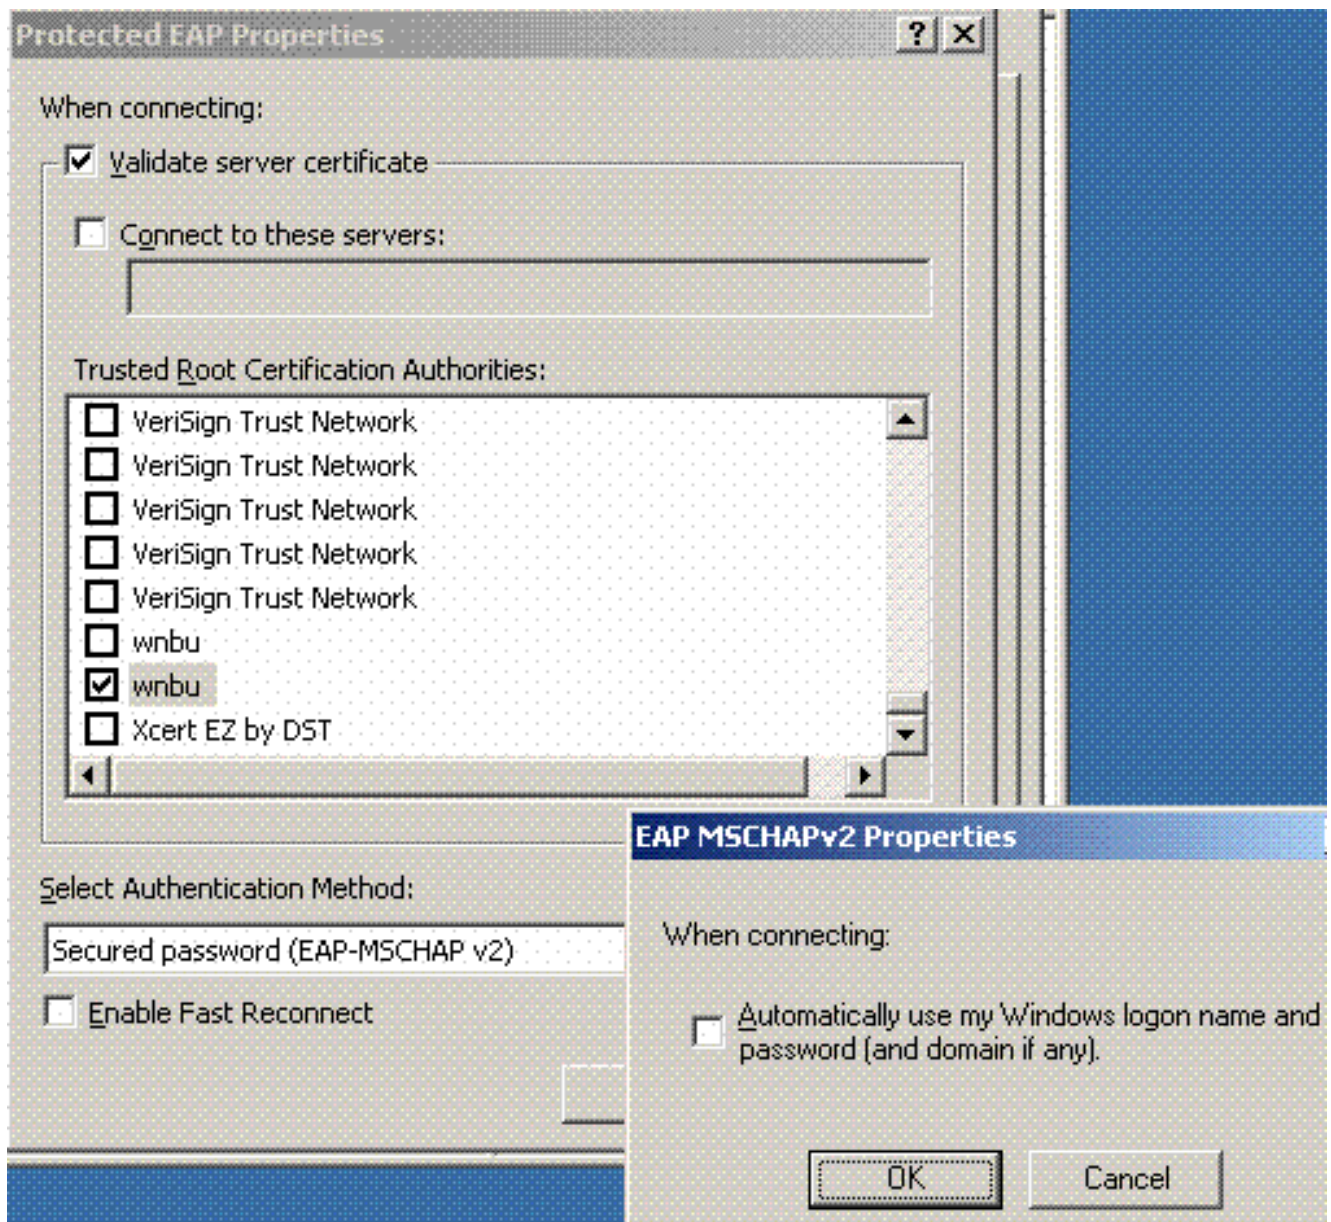 Protected EAP Properties
When connecting:
Validate server certificate
Connect to these servers:
Trusted Root Certification Authorities:
VeriSign Trust Network
VeriSign Trust Network
VeriSign Trust Network
VeriSign Trust Network
VeriSign Trust Network
wnbu
wnbu
Xcert EZ by DST
Select Authentication Method:
Secured password (EAP-MSCHAP v2)
Enable Fast Reconnect
EAP MSCHAPv2 Properties
When connecting:
Automatically use my Windows logon name and
password (and domain if any).
OK
Cancel